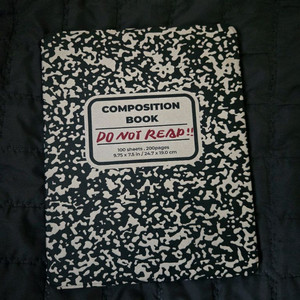 COMPOSITION
BOOK
DO NOT READ!!
100 sheets , 200pages
9.75 x 7.5 in / 24.7 x 19.0 cm